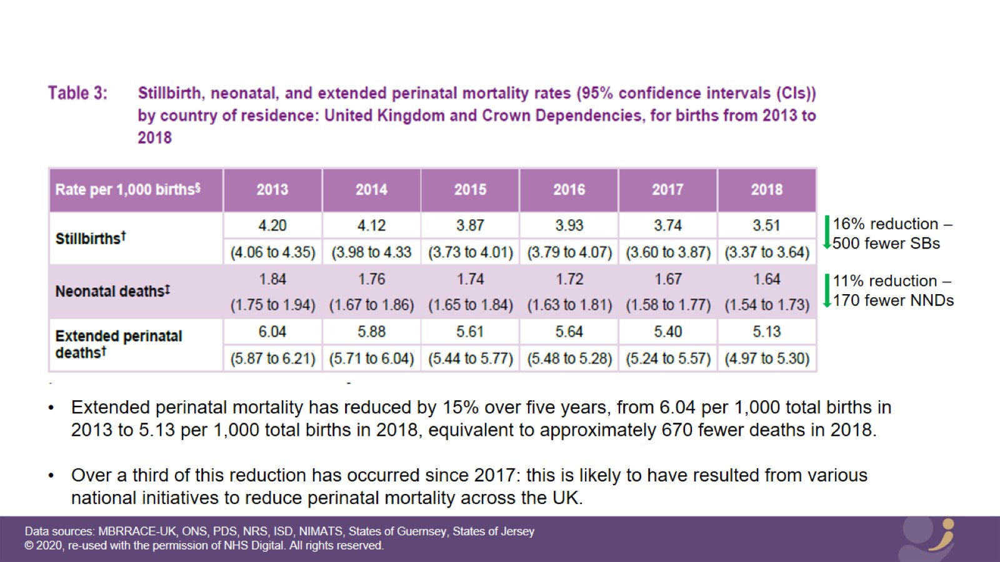 Table 3: Stillbirth, neonatal, and extended perinatal mortality rates (95% confidence intervals (CIs))
by country of residence: United Kingdom and Crown Dependencies, for births from 2013 to
2018
Rate per 1,000 births§ 2013 2014 2015 2016 2017 2018
Stillbirths† 4.20 4.12 3.87 3.93 3.74 3.51
(4.06 to 4.35) (3.98 to 4.33 (3.73 to 4.01) (3.79 to 4.07) (3.60 to 3.87) (3.37 to 3.64)
16% reduction –
500 fewer SBs
Neonatal deaths‡ 1.84 1.76 1.74 1.72 1.67 1.64
(1.75 to 1.94) (1.67 to 1.86) (1.65 to 1.84) (1.63 to 1.81) (1.58 to 1.77) (1.54 to 1.73)
11% reduction –
170 fewer NNDs
Extended perinatal
deaths† 6.04 5.88 5.61 5.64 5.40 5.13
(5.87 to 6.21) (5.71 to 6.04) (5.44 to 5.77) (5.48 to 5.28) (5.24 to 5.57) (4.97 to 5.30)
• Extended perinatal mortality has reduced by 15% over five years, from 6.04 per 1,000 total births in
2013 to 5.13 per 1,000 total births in 2018, equivalent to approximately 670 fewer deaths in 2018.
• Over a third of this reduction has occurred since 2017: this is likely to have resulted from various
national initiatives to reduce perinatal mortality across the UK.
Data sources: MBRRACE-UK, ONS, PDS, NRS, ISD, NIMATS, States of Guernsey, States of Jersey
© 2020, re-used with the permission of NHS Digital. All rights reserved.